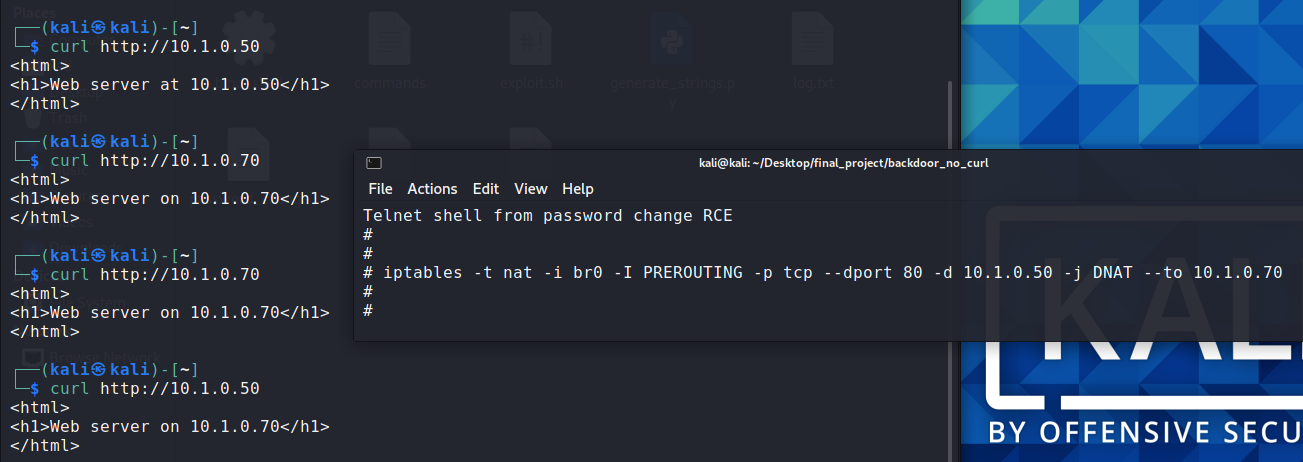 ┌──(kali㉿kali)-[~]
└─$ curl http://10.1.0.50
<html>
<h1>Web server at 10.1.0.50</h1>
</html>
┌──(kali㉿kali)-[~]
└─$ curl http://10.1.0.70
<html>
<h1>Web server on 10.1.0.70</h1>
</html>
┌──(kali㉿kali)-[~]
└─$ curl http://10.1.0.70
<html>
<h1>Web server on 10.1.0.70</h1>
</html>
┌──(kali㉿kali)-[~]
└─$ curl http://10.1.0.50
<html>
<h1>Web server on 10.1.0.70</h1>
</html>
Places
commands
exploit.sh
generate_strings.p
y
log.txt
Trash
kali@kali: ~/Desktop/final_project/backdoor_no_curl
File Actions Edit View Help
Telnet shell from password change RCE
#
#
# iptables -t nat -i br0 -I PREROUTING -p tcp --dport 80 -d 10.1.0.50 -j DNAT --to 10.1.0.70
#
#
KALI
BY OFFENSIVE SECU